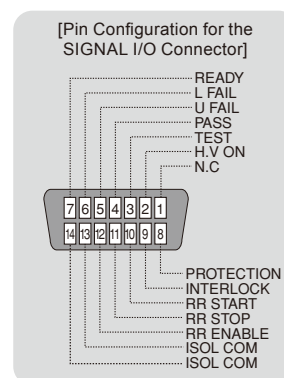 [Pin Configuration for the
SIGNAL I/O Connector]
READY
L FAIL
U FAIL
PASS
TEST
H.V ON
N.C
7 6 5 4 3 2 1
14 13 12 11 10 9 8
PROTECTION
INTERLOCK
RR START
RR STOP
RR ENABLE
ISOL COM
ISOL COM